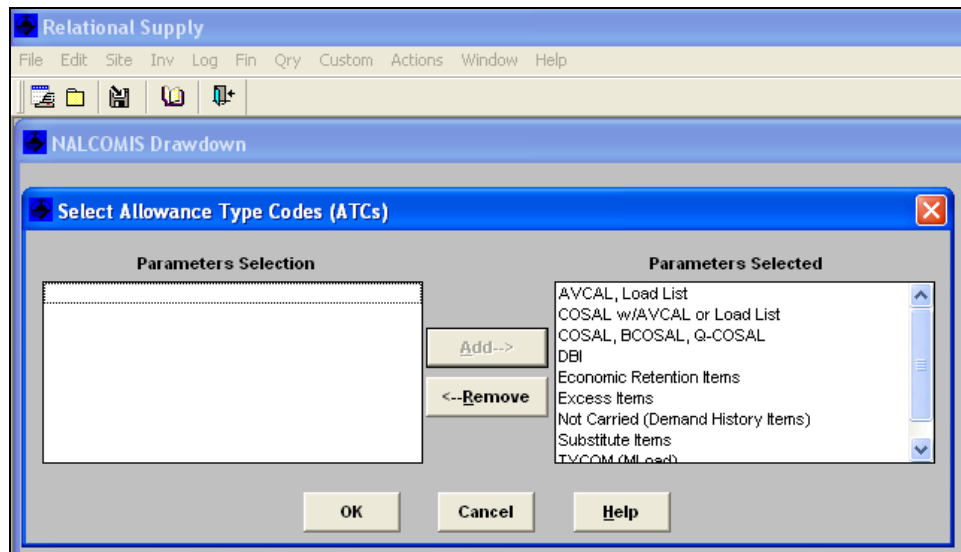 Relational Supply
File Edit Site Inv Log Fin Qry Custom Actions Window Help
NALCOMIS Drawdown
Select Allowance Type Codes (ATCs)
Parameters Selection
Parameters Selected
AVCAL, Load List
COSAL w/AVCAL or Load List
COSAL, BCOSAL, Q-COSAL
DBI
Economic Retention Items
Excess Items
Not Carried (Demand History Items)
Substitute Items
TYCOM (MLoad)
Add-->
<--Remove
OK Cancel Help